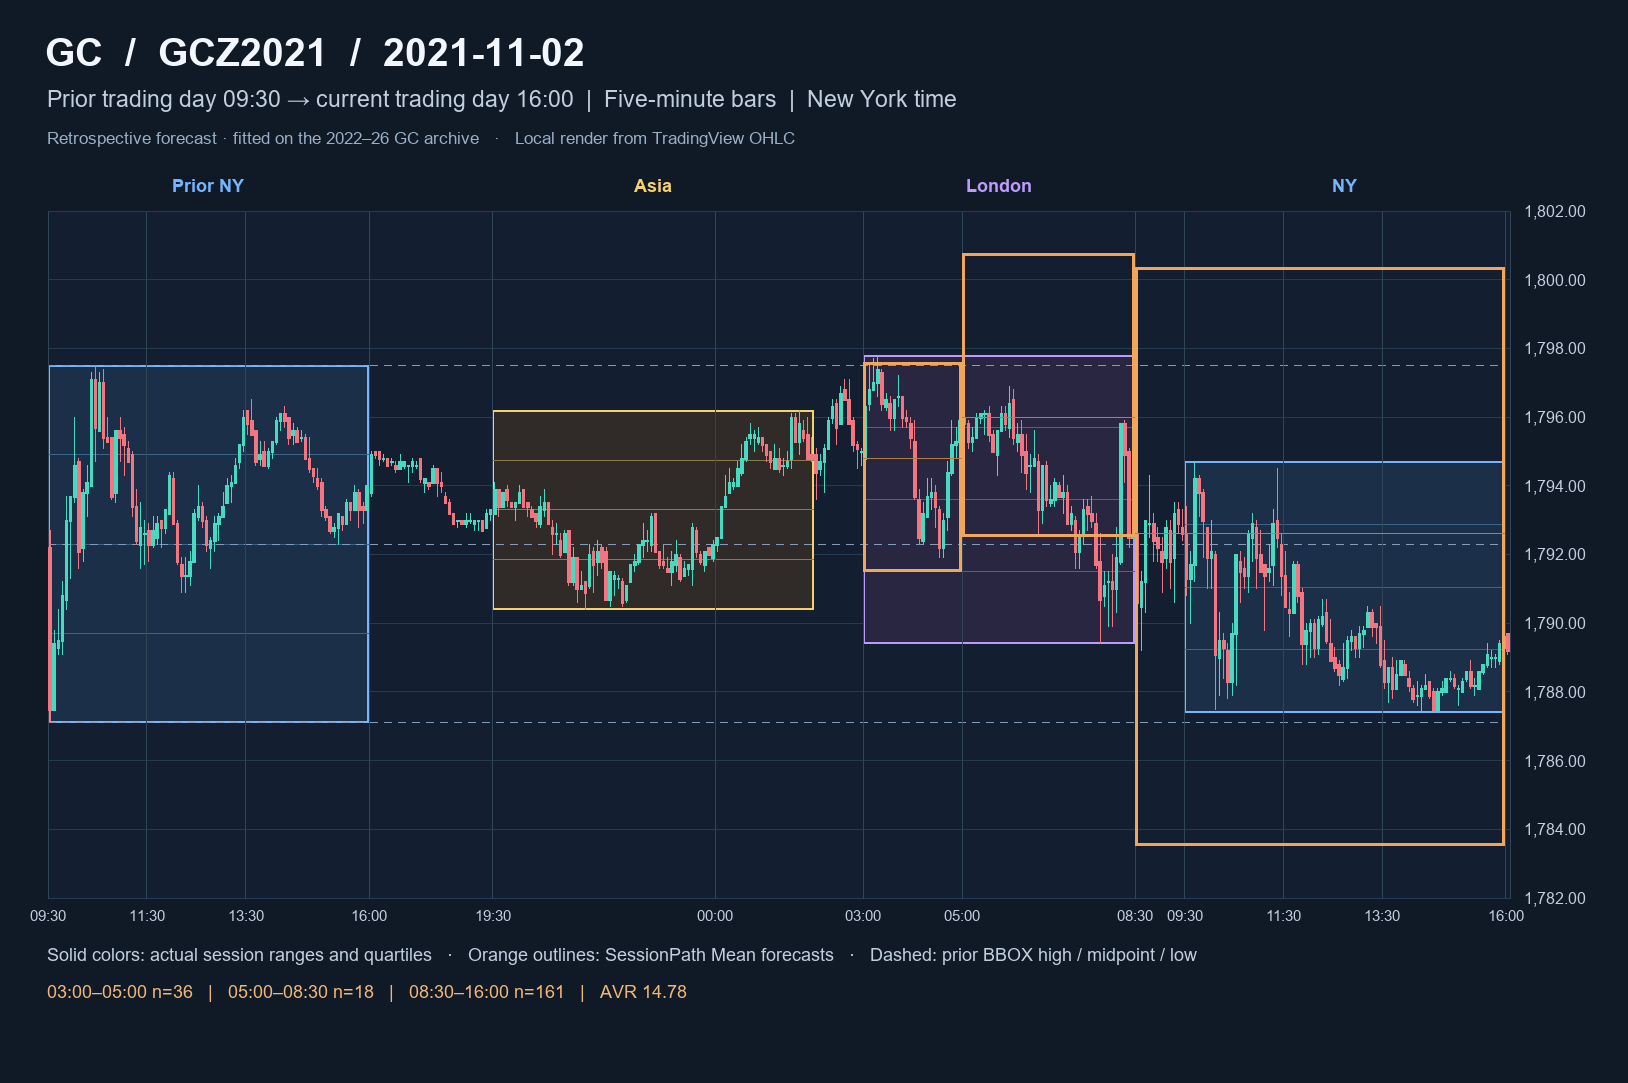 GC / GCZ2021 / 2021-11-02
Prior trading day 09:30 → current trading day 16:00 | Five-minute bars | New York time
Retrospective forecast · fitted on the 2022–26 GC archive · Local render from TradingView OHLC
Prior NY Asia London NY
1,802.00
1,800.00
1,798.00
1,796.00
1,794.00
1,792.00
1,790.00
1,788.00
1,786.00
1,784.00
1,782.00
09:30 11:30 13:30 16:00 19:30 00:00 03:00 05:00 08:30 09:30 11:30 13:30 16:00
Solid colors: actual session ranges and quartiles · Orange outlines: SessionPath Mean forecasts · Dashed: prior BBOX high / midpoint / low
03:00–05:00 n=36 | 05:00–08:30 n=18 | 08:30–16:00 n=161 | AVR 14.78